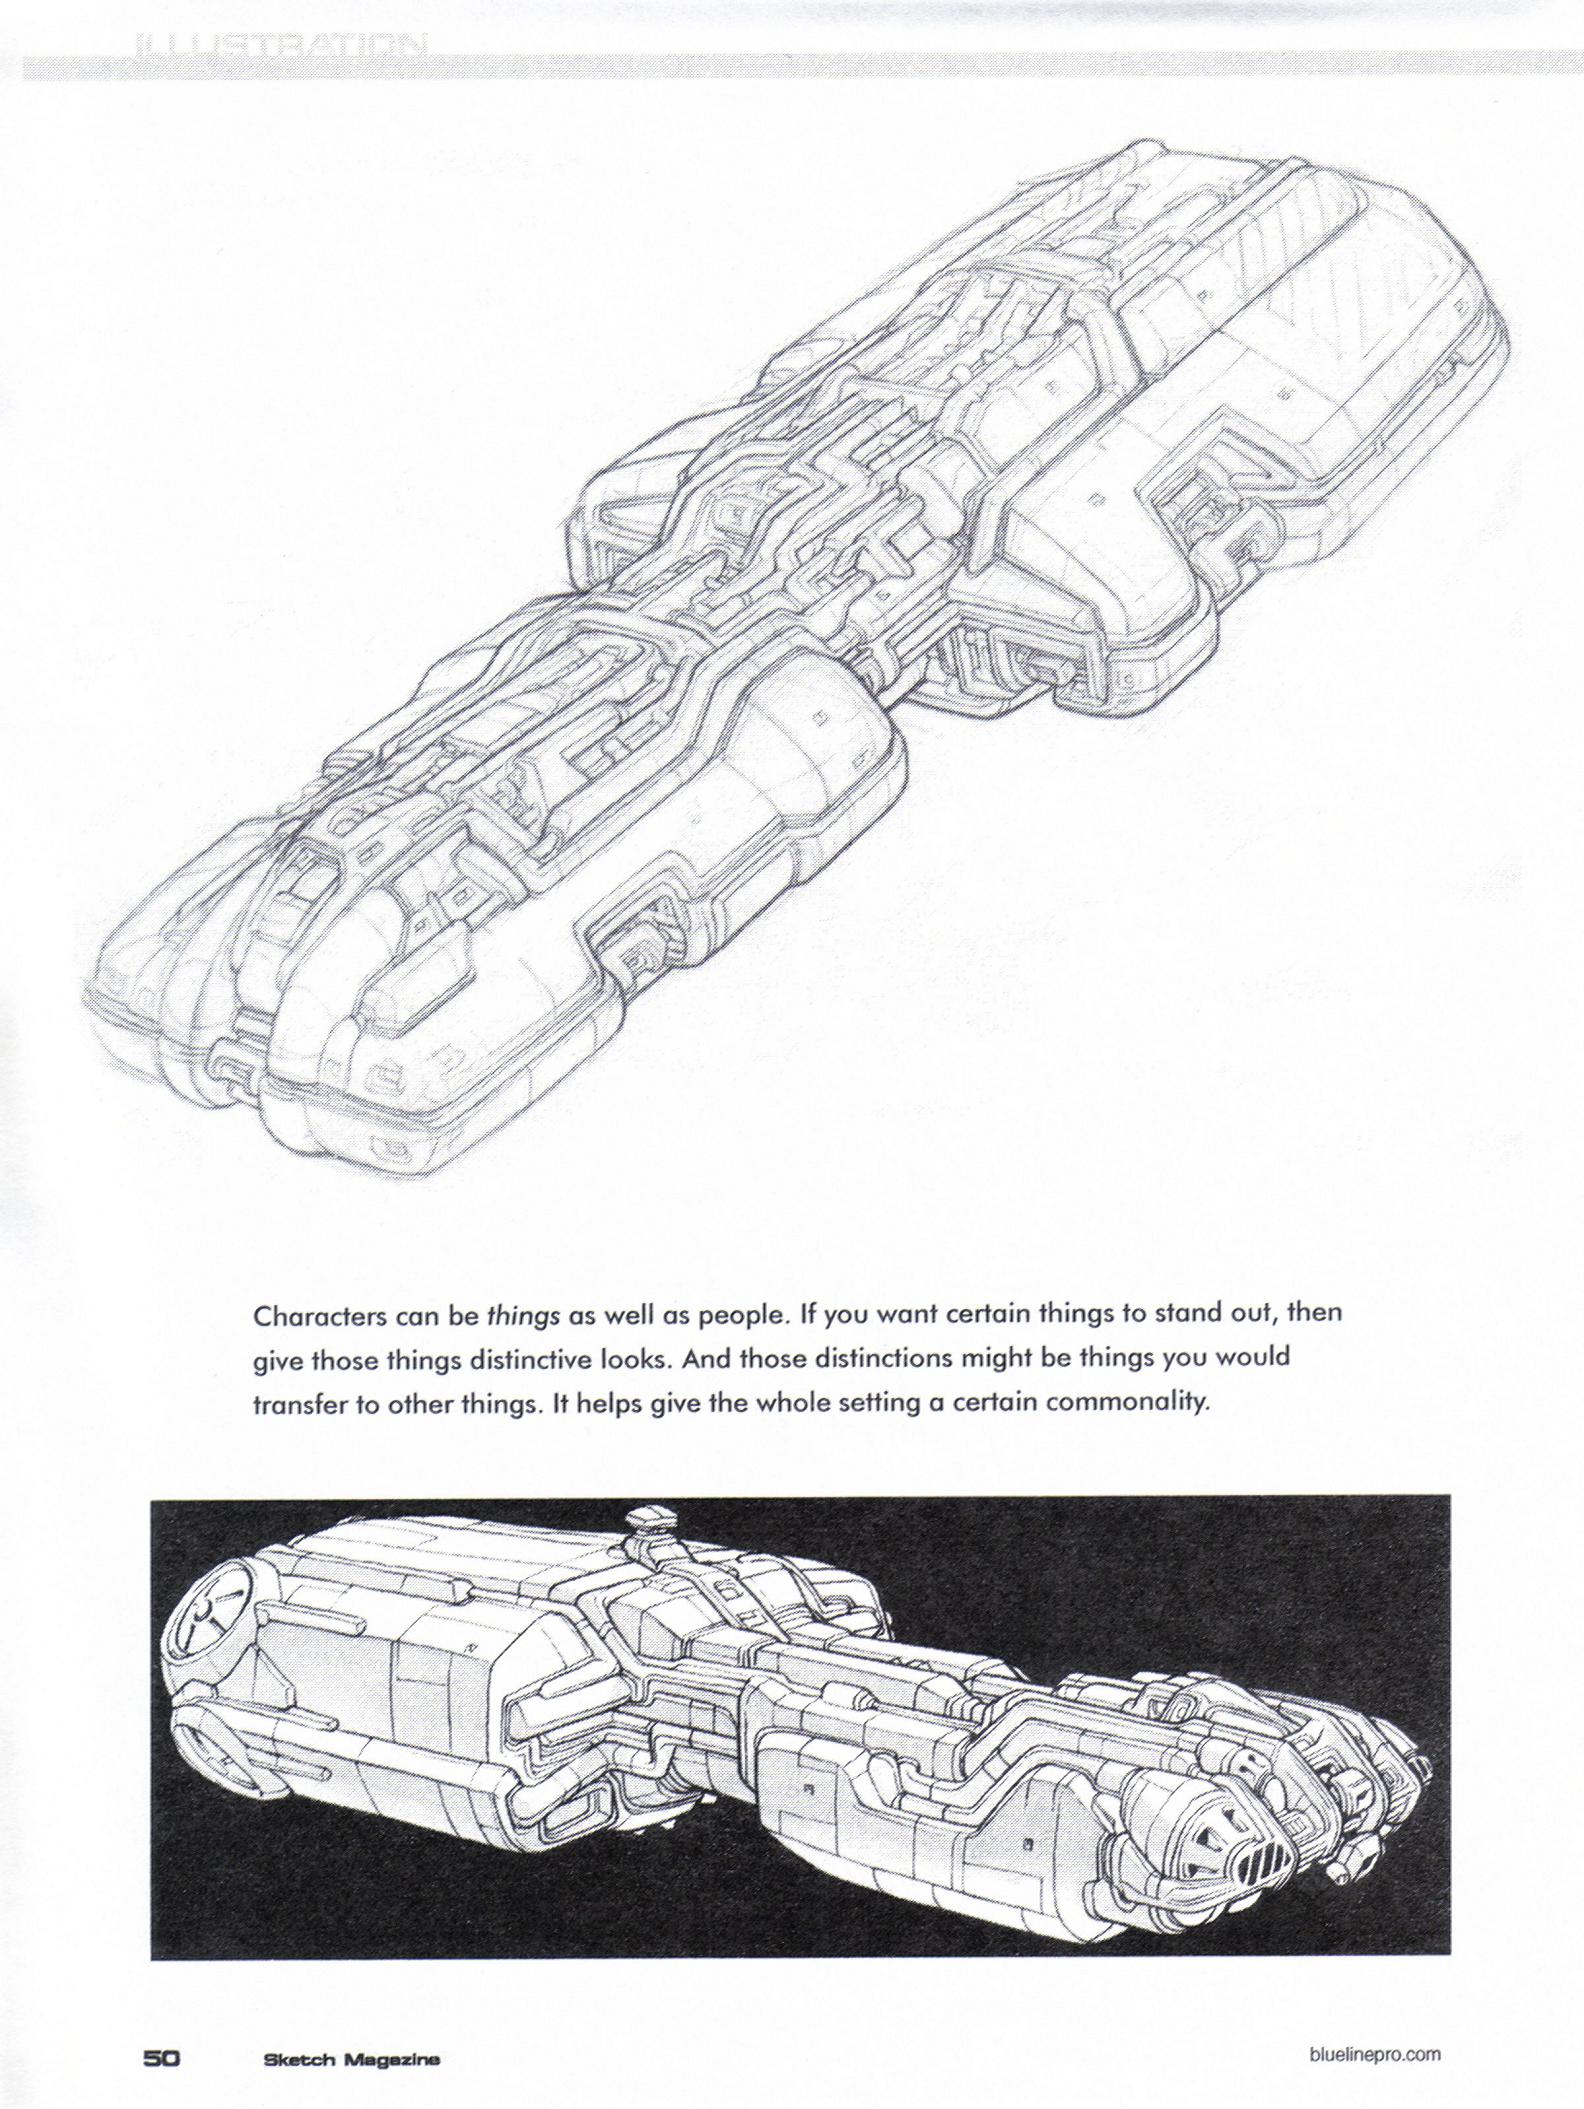 ILLUSTRATION
Characters can be things as well as people. If you want certain things to stand out, then
give those things distinctive looks. And those distinctions might be things you would
transfer to other things. It helps give the whole setting a certain commonality.
50 Sketch Magazine bluelinepro.com